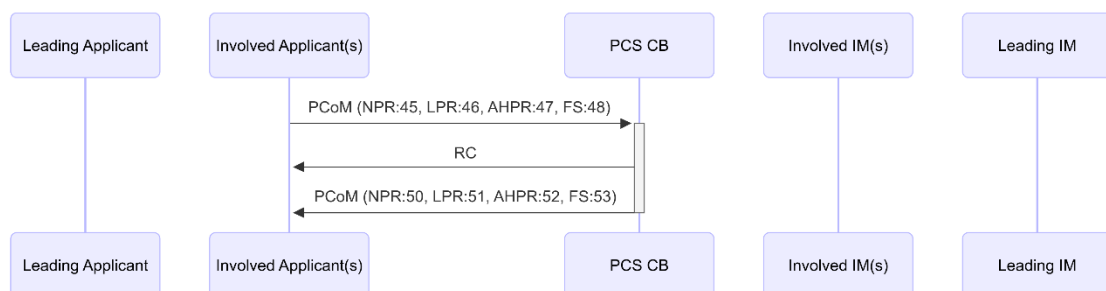 Leading Applicant
Involved Applicant(s)
PCS CB
Involved IM(s)
Leading IM
PCoM (NPR:45, LPR:46, AHPR:47, FS:48)
RC
PCoM (NPR:50, LPR:51, AHPR:52, FS:53)
Leading Applicant
Involved Applicant(s)
PCS CB
Involved IM(s)
Leading IM